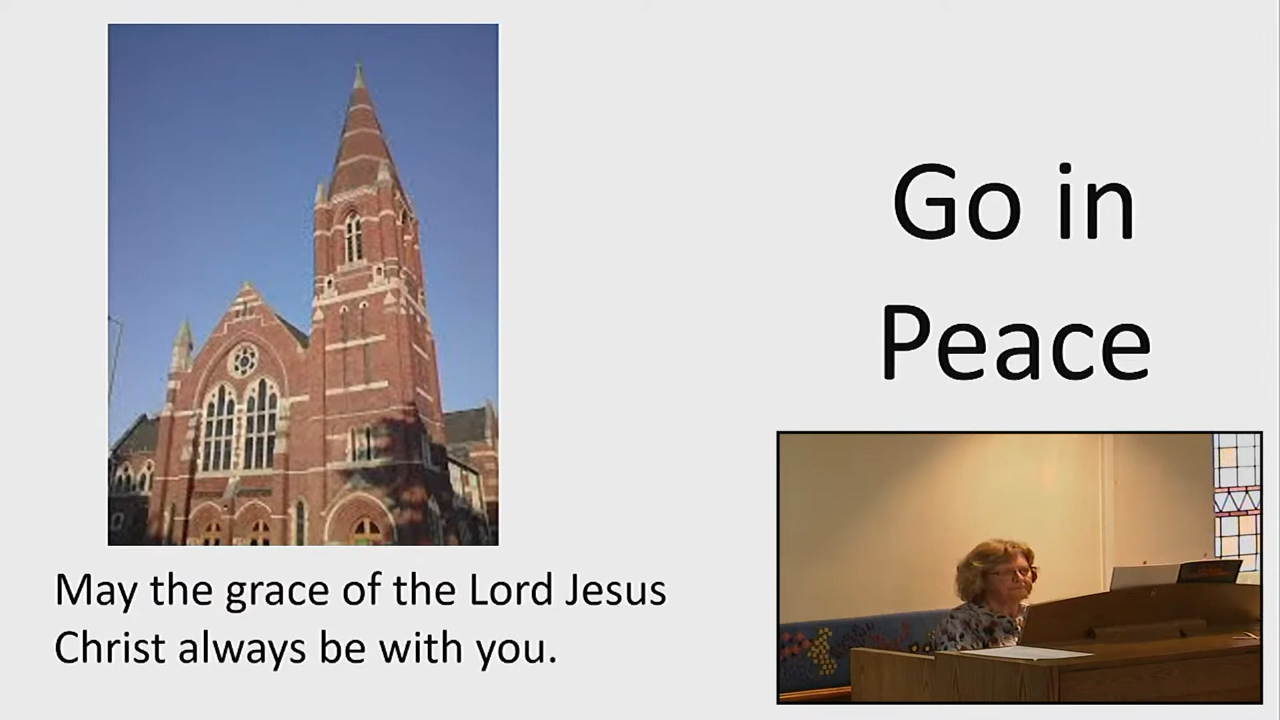 Go in
Peace
May the grace of the Lord Jesus
Christ always be with you.